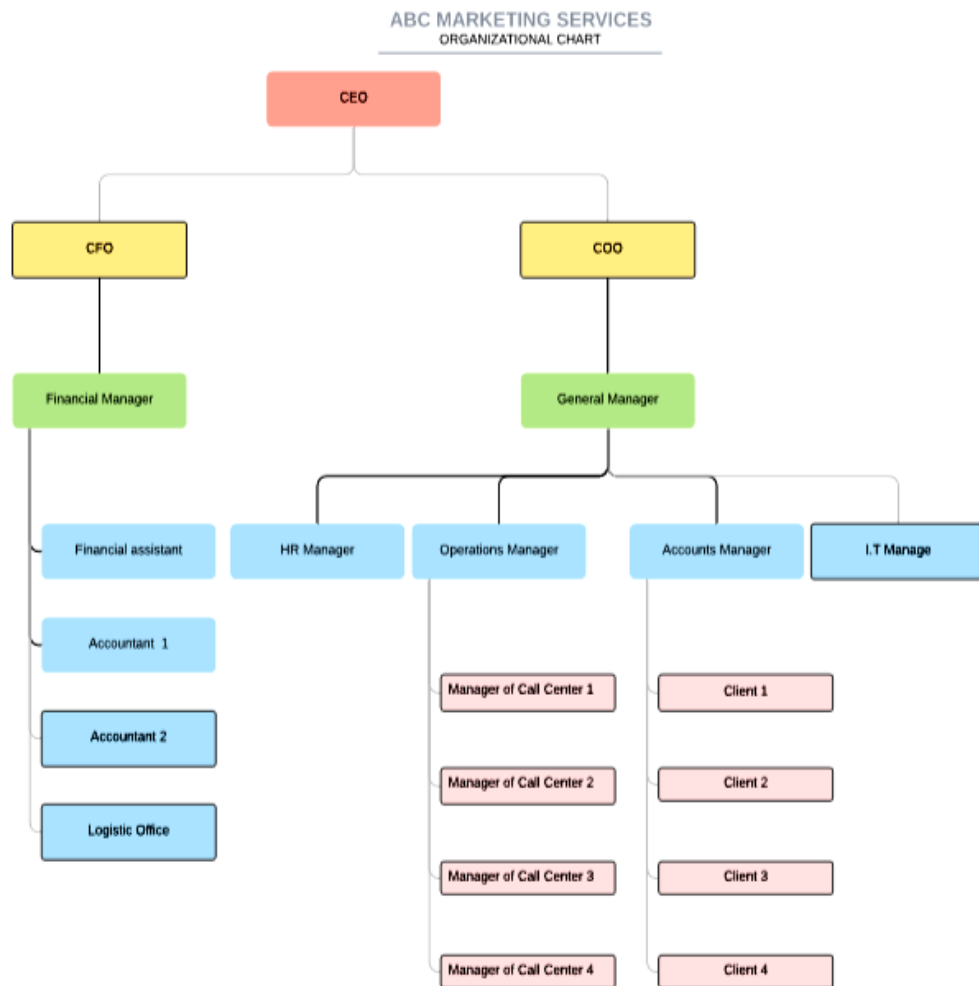 ABC MARKETING SERVICES
ORGANIZATIONAL CHART
CEO
CFO
COO
Financial Manager
General Manager
Financial assistant
HR Manager
Operations Manager
Accounts Manager
I.T Manage
Accountant 1
Manager of Call Center 1
Client 1
Accountant 2
Manager of Call Center 2
Client 2
Logistic Office
Manager of Call Center 3
Client 3
Manager of Call Center 4
Client 4